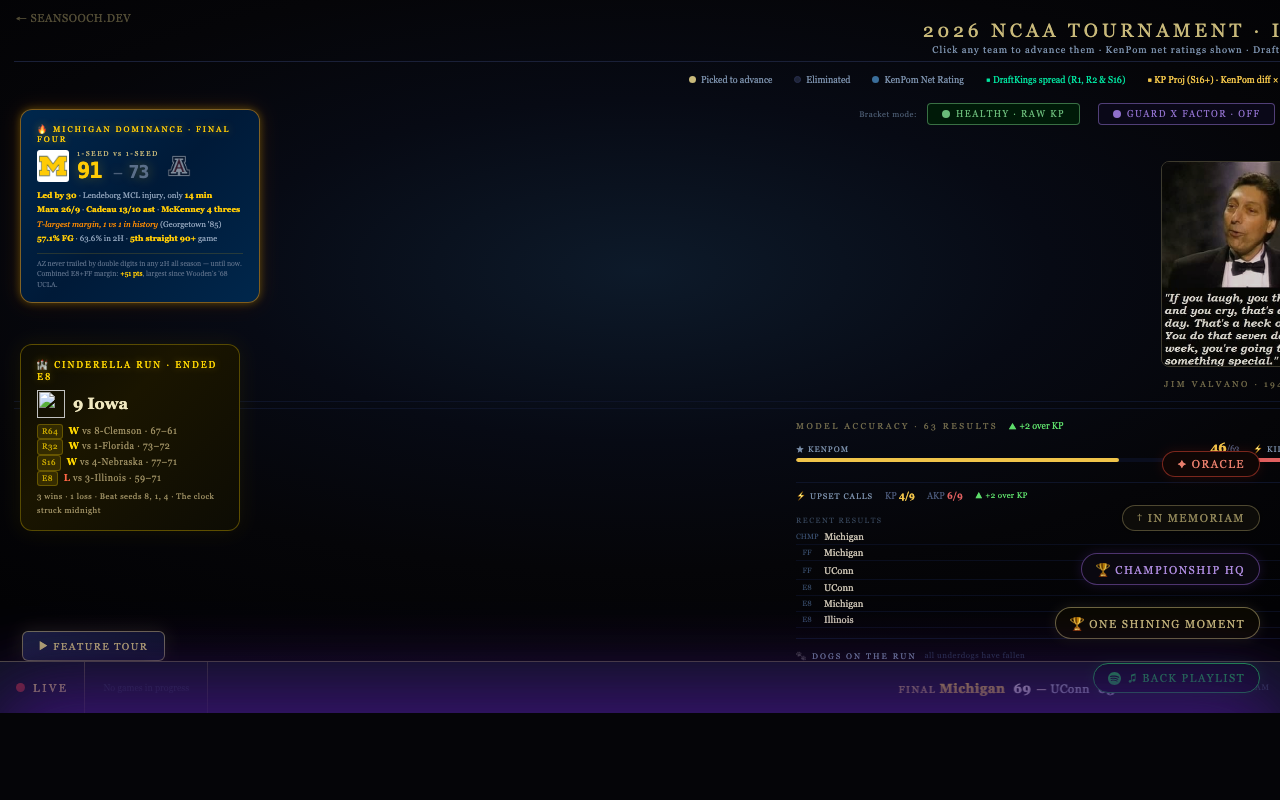 ← SEANSOOCH.DEV
2026 NCAA TOURNAMENT · I
Click any team to advance them · KenPom net ratings shown · Draft
Picked to advance
Eliminated
KenPom Net Rating
DraftKings spread (R1, R2 & S16)
KP Proj (S16+) · KenPom diff ×
Bracket mode:
HEALTHY · RAW KP
GUARD X FACTOR · OFF
🔥 MICHIGAN DOMINANCE · FINAL
FOUR
1-SEED vs 1-SEED
91 – 73
Led by 30 · Lendeborg MCL injury, only 14 min
Mara 26/9 · Cadeau 13/10 ast · McKenney 4 threes
T-largest margin, 1 vs 1 in history (Georgetown '85)
57.1% FG · 63.6% in 2H · 5th straight 90+ game
AZ never trailed by double digits in any 2H all season — until now.
Combined E8+FF margin: +51 pts, largest since Wooden's '68
UCLA.
"If you laugh, you th
and you cry, that's a
day. That's a heck o
You do that seven da
week, you're going t
something special."
JIM VALVANO · 194
🏰 CINDERELLA RUN · ENDED
E8
9 Iowa
R64 W vs 8-Clemson · 67–61
R32 W vs 1-Florida · 73–72
S16 W vs 4-Nebraska · 77–71
E8 L vs 3-Illinois · 59–71
3 wins · 1 loss · Beat seeds 8, 1, 4 · The clock
struck midnight
MODEL ACCURACY · 63 RESULTS ▲ +2 over KP
★ KENPOM
46/63
⚡ KI
✦ ORACLE
⚡ UPSET CALLS KP 4/9 AKP 6/9 ▲ +2 over KP
RECENT RESULTS
CHMP Michigan
FF Michigan
FF UConn
E8 UConn
E8 Michigan
E8 Illinois
† IN MEMORIAM
🏆 CHAMPIONSHIP HQ
🏆 ONE SHINING MOMENT
🐾 DOGS ON THE RUN all underdogs have fallen
▶ FEATURE TOUR
LIVE
No games in progress
FINAL Michigan 69 — UConn
♫ BACK PLAYLIST